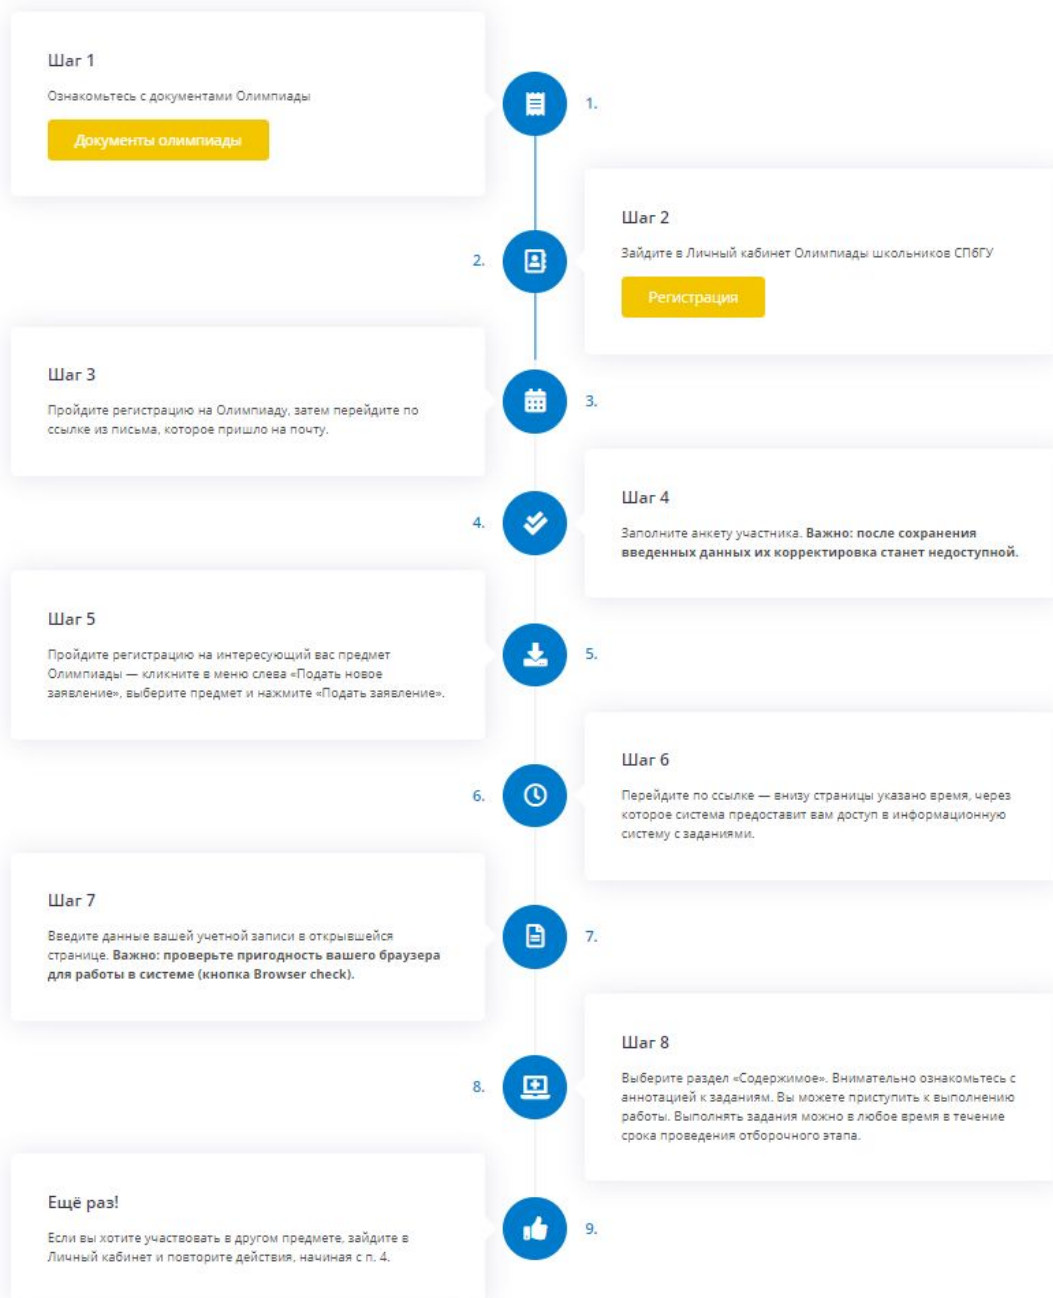 Шаг 1
Ознакомьтесь с документами Олимпиады
Документы олимпиады
1.
Шаг 2
Зайдите в Личный кабинет Олимпиады школьников СПбГУ
Регистрация
2.
Шаг 3
Пройдите регистрацию на Олимпиаду, затем перейдите по
ссылке из письма, которое пришло на почту.
3.
Шаг 4
Заполните анкету участника. Важно: после сохранения
введенных данных их корректировка станет недоступной.
4.
Шаг 5
Пройдите регистрацию на интересующий вас предмет
Олимпиады — кликните в меню слева «Подать новое
заявление», выберите предмет и нажмите «Подать заявление».
5.
Шаг 6
Перейдите по ссылке — внизу страницы указано время, через
которое система предоставит вам доступ в информационную
систему с заданиями.
6.
Шаг 7
Введите данные вашей учетной записи в открывшейся
странице. Важно: проверьте пригодность вашего браузера
для работы в системе (кнопка Browser check).
7.
Шаг 8
Выберите раздел «Содержимое». Внимательно ознакомьтесь с
аннотацией к заданиям. Вы можете приступить к выполнению
работы. Выполнять задания можно в любое время в течение
срока проведения отборочного этапа.
8.
Ещё раз!
Если вы хотите участвовать в другом предмете, зайдите в
Личный кабинет и повторите действия, начиная с п. 4.
9.